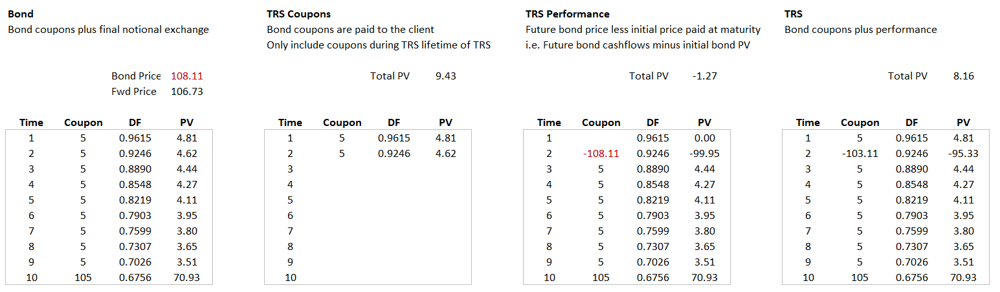 Bond TRS Coupons TRS Performance TRS
Bond coupons plus final notional exchange Bond coupons are paid to the client Future bond price less initial price paid at maturity Bond coupons plus performance
Only include coupons during TRS lifetime of TRS i.e. Future bond cashflows minus initial bond PV
Bond Price 108.11 Total PV 9.43 Total PV -1.27 Total PV 8.16
Fwd Price 106.73
Time Coupon DF PV Time Coupon DF PV Time Coupon DF PV Time Coupon DF PV
1 5 0.9615 4.81 1 5 0.9615 4.81 1 0.9615 0.00 1 5 0.9615 4.81
2 5 0.9246 4.62 2 5 0.9246 4.62 2 -108.11 0.9246 -99.95 2 -103.11 0.9246 -95.33
3 5 0.8890 4.44 3 3 5 0.8890 4.44 3 5 0.8890 4.44
4 5 0.8548 4.27 4 4 5 0.8548 4.27 4 5 0.8548 4.27
5 5 0.8219 4.11 5 5 5 0.8219 4.11 5 5 0.8219 4.11
6 5 0.7903 3.95 6 6 5 0.7903 3.95 6 5 0.7903 3.95
7 5 0.7599 3.80 7 7 5 0.7599 3.80 7 5 0.7599 3.80
8 5 0.7307 3.65 8 8 5 0.7307 3.65 8 5 0.7307 3.65
9 5 0.7026 3.51 9 9 5 0.7026 3.51 9 5 0.7026 3.51
10 105 0.6756 70.93 10 10 105 0.6756 70.93 10 105 0.6756 70.93